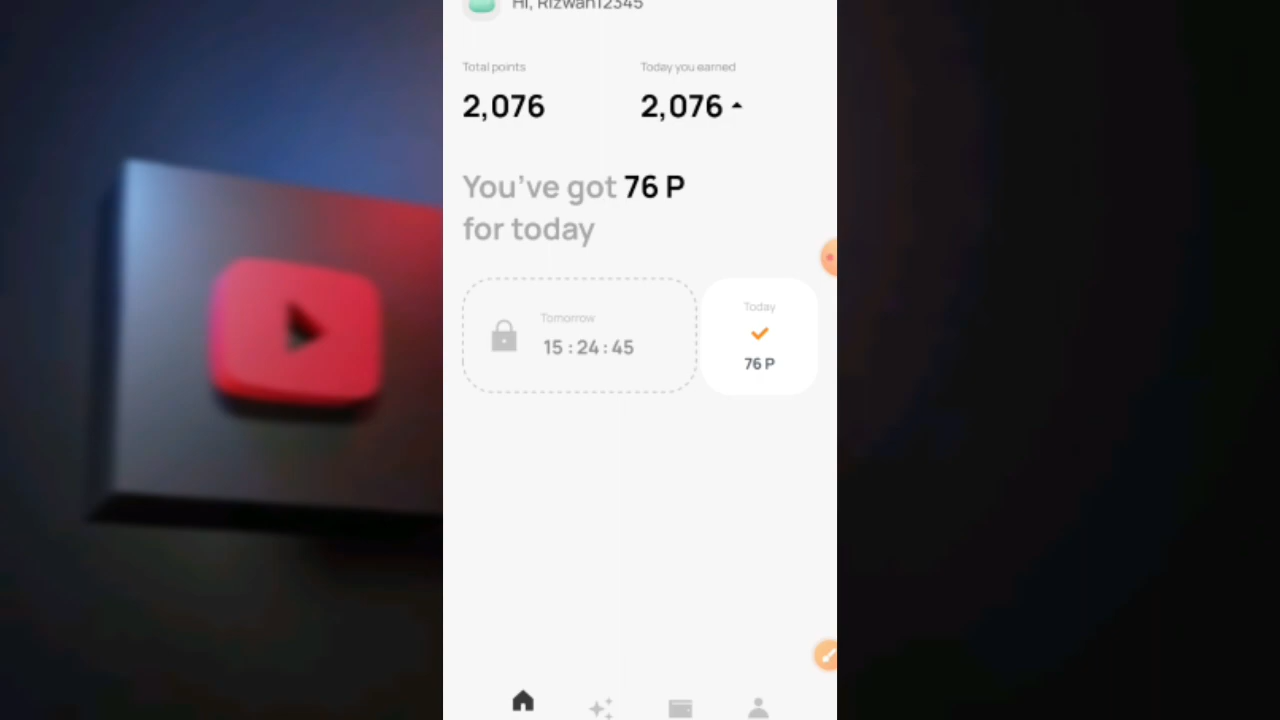 Hi, Rizwan12345
Total points
Today you earned
2,076
2,076
You've got 76 P
for today
Tomorrow
15 : 24 : 45
Today
76 P